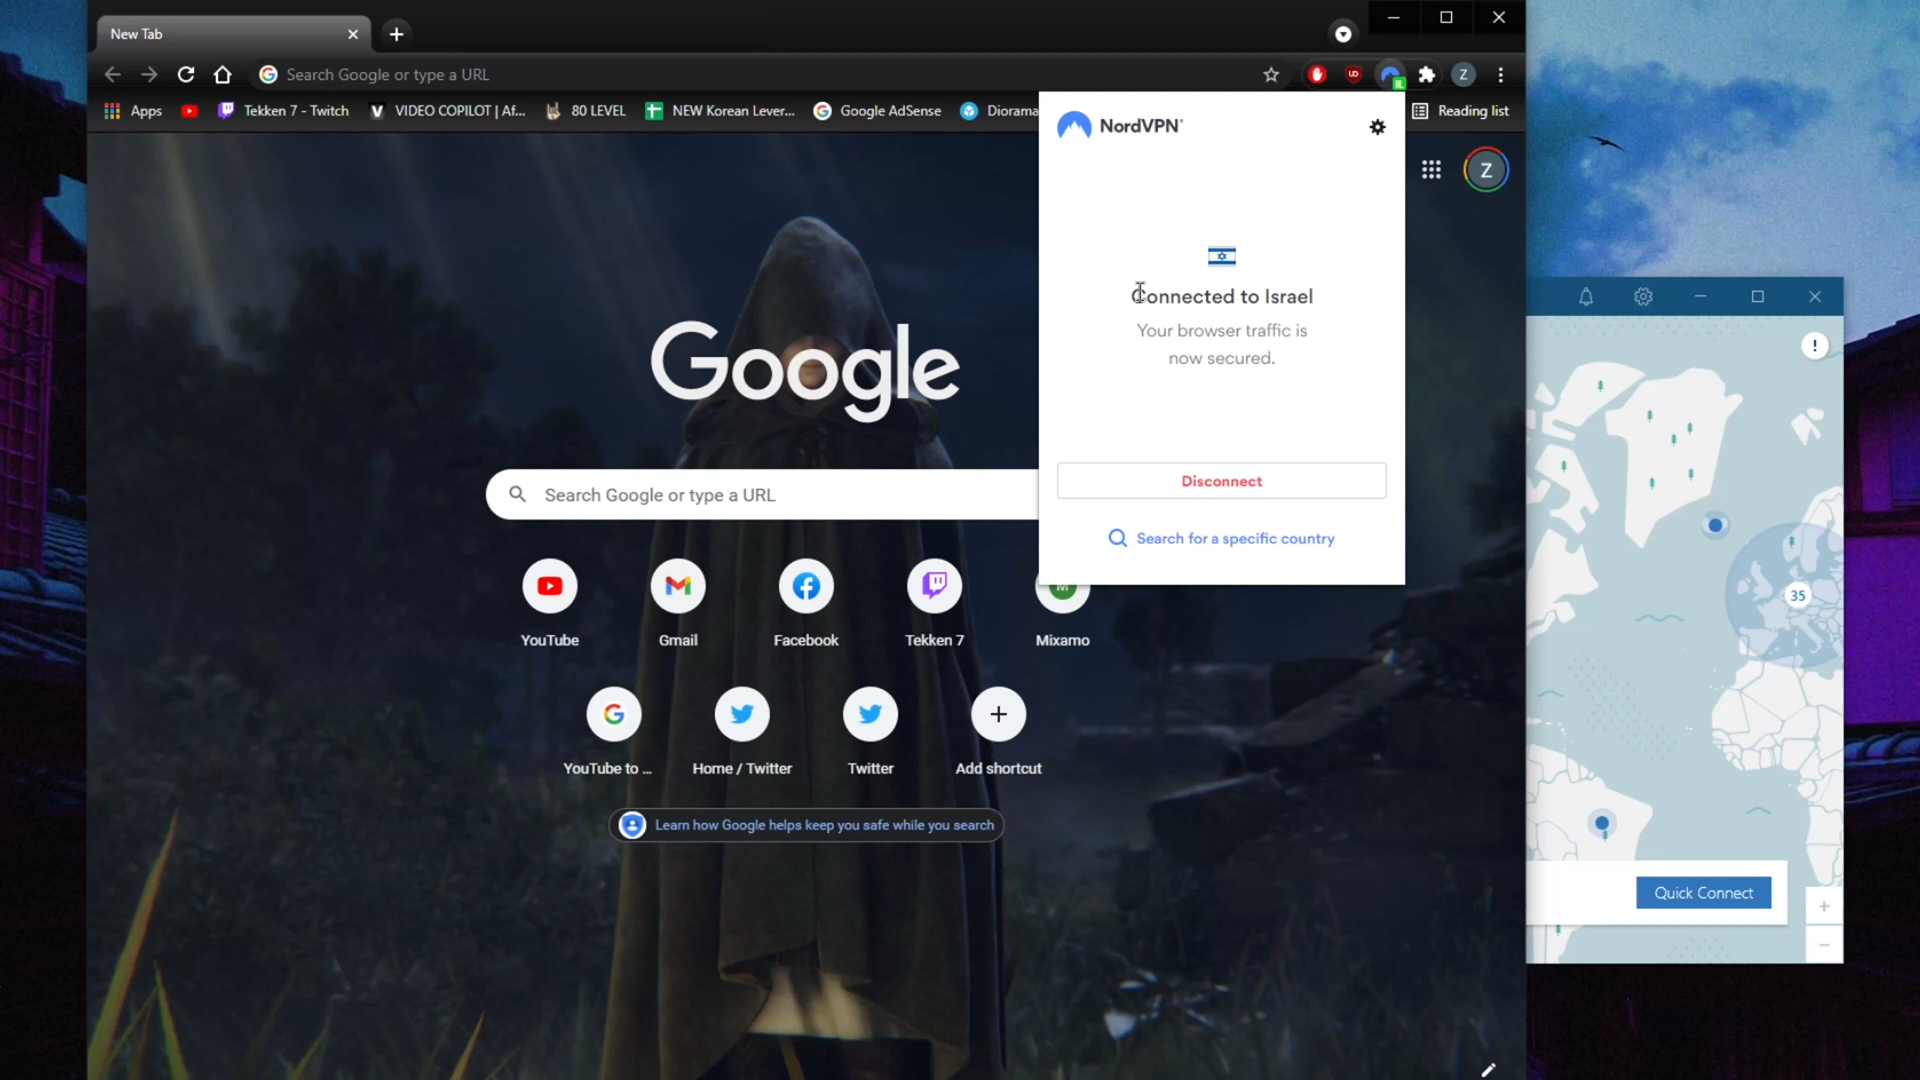 New Tab
Search Google or type a URL
Apps
Tekken 7 - Twitch
VIDEO COPILOT | Af...
80 LEVEL
NEW Korean Lever...
Google AdSense
Diorama
Reading list
Z
UD
NordVPN
Z
Connected to Israel
Your browser traffic is
now secured.
Disconnect
Search for a specific country
Google
Search Google or type a URL
YouTube
Gmail
Facebook
Tekken 7
Mixamo
YouTube to ...
Home / Twitter
Twitter
Add shortcut
Learn how Google helps keep you safe while you search
35
Quick Connect